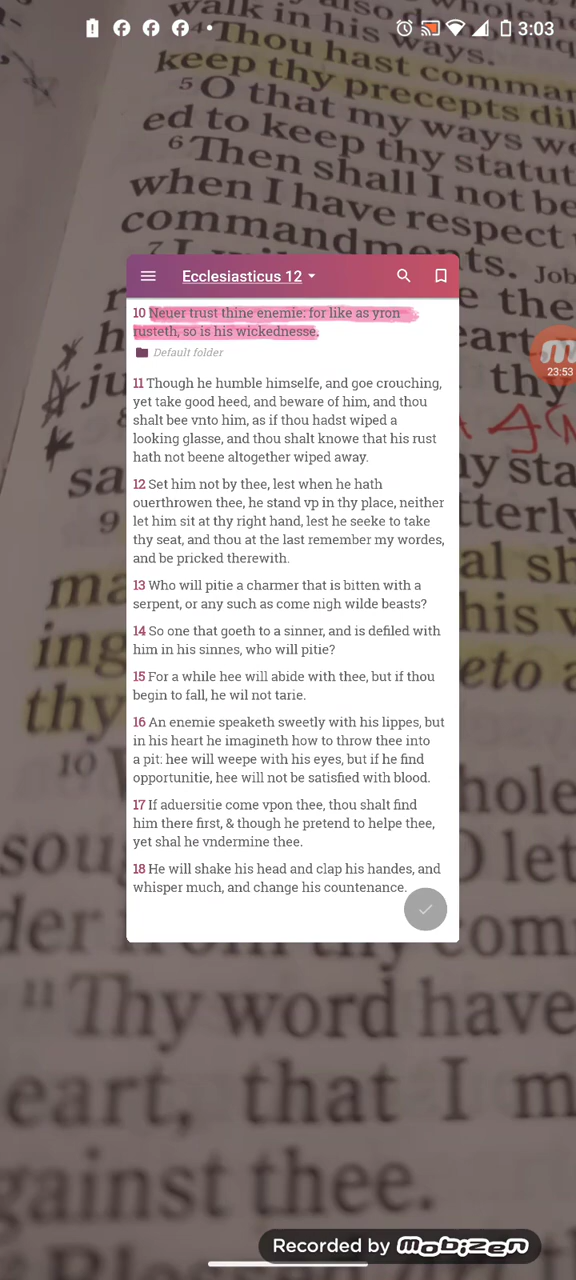 walk in his ways.
3:03
4 Thou hast comman
keep thy precepts dil
5 O that my ways we
ed to keep thy statut
6 Then shall I not be
when I have respect
commandments.
Ecclesiasticus 12
10 Neuer trust thine enemie: for like as yron
rusteth, so is his wickednesse.
Default folder
11 Though he humble himselfe, and goe crouching,
yet take good heed, and beware of him, and thou
shalt bee vnto him, as if thou hadst wiped a
looking glasse, and thou shalt knowe that his rust
hath not beene altogether wiped away.
12 Set him not by thee, lest when he hath
ouerthrowen thee, he stand vp in thy place, neither
let him sit at thy right hand, lest he seeke to take
thy seat, and thou at the last remember my wordes,
and be pricked therewith.
13 Who will pitie a charmer that is bitten with a
serpent, or any such as come nigh wilde beasts?
14 So one that goeth to a sinner, and is defiled with
him in his sinnes, who will pitie?
15 For a while hee will abide with thee, but if thou
begin to fall, he wil not tarie.
16 An enemie speaketh sweetly with his lippes, but
in his heart he imagineth how to throw thee into
a pit: hee will weepe with his eyes, but if he find
opportunitie, hee will not be satisfied with blood.
17 If aduersitie come vpon thee, thou shalt find
him there first, & though he pretend to helpe thee,
yet shal he vndermine thee.
18 He will shake his head and clap his handes, and
whisper much, and change his countenance.
23:53
9
10
11 Thy word have
eart, that I m
gainst thee.
Recorded by mobizen